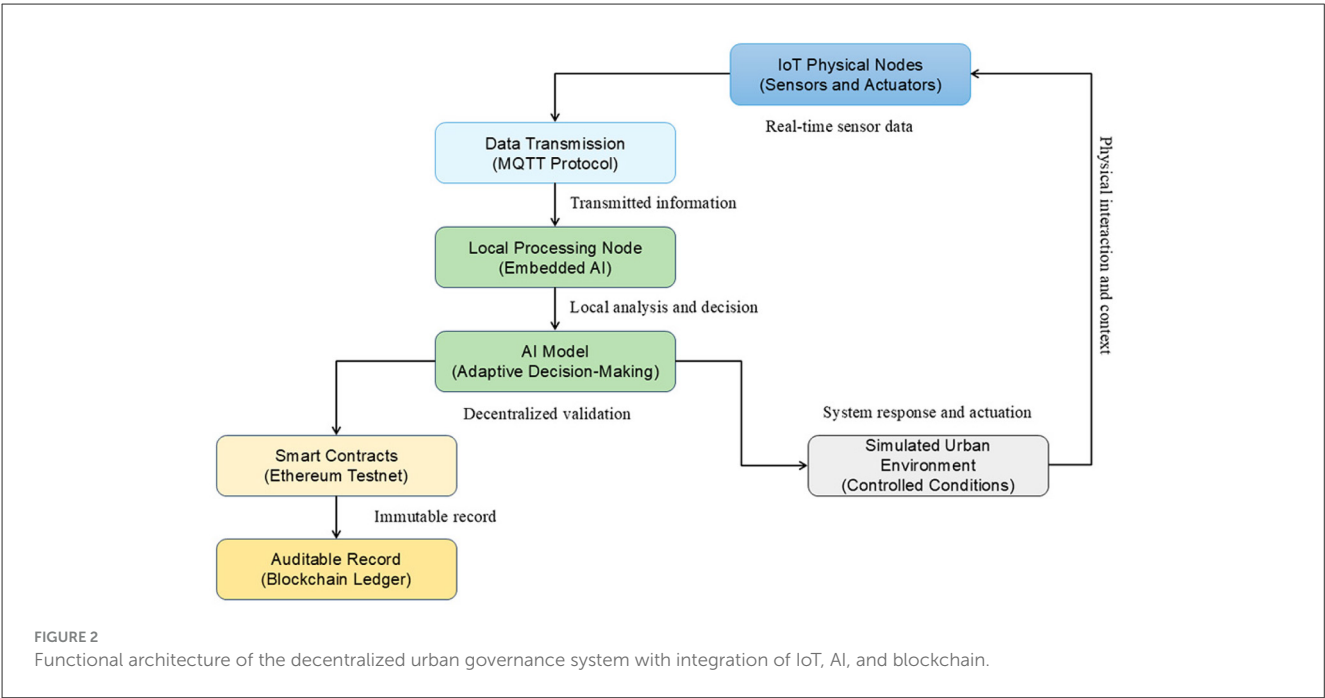 IoT Physical Nodes
(Sensors and Actuators)
Real-time sensor data
Data Transmission
(MQTT Protocol)
Transmitted information
Physical interaction and context
Local Processing Node
(Embedded AI)
Local analysis and decision
AI Model
(Adaptive Decision-Making)
Decentralized validation
System response and actuation
Smart Contracts
(Ethereum Testnet)
Simulated Urban
Environment
(Controlled Conditions)
Immutable record
Auditable Record
(Blockchain Ledger)
FIGURE 2
Functional architecture of the decentralized urban governance system with integration of IoT, AI, and blockchain.